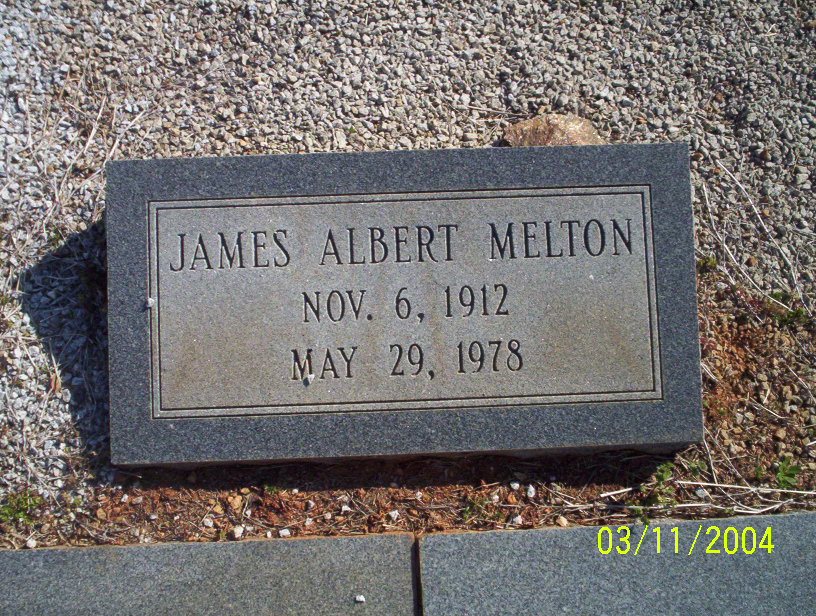 JAMES ALBERT MELTON
NOV. 6, 1912
MAY 29, 1978
03/11/2004